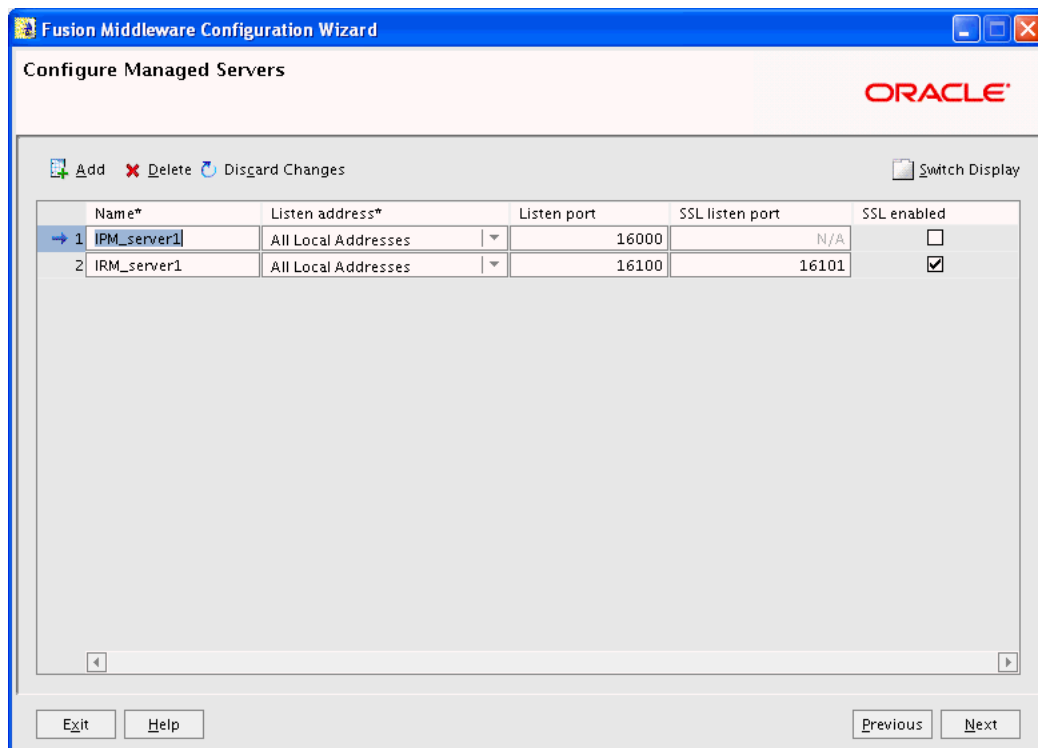 Fusion Middleware Configuration Wizard
Configure Managed Servers
ORACLE
Add Delete Discard Changes Switch Display
Name* Listen address* Listen port SSL listen port SSL enabled
1 IPM_server1 All Local Addresses 16000 N/A
2 IRM_server1 All Local Addresses 16100 16101
Exit Help Previous Next